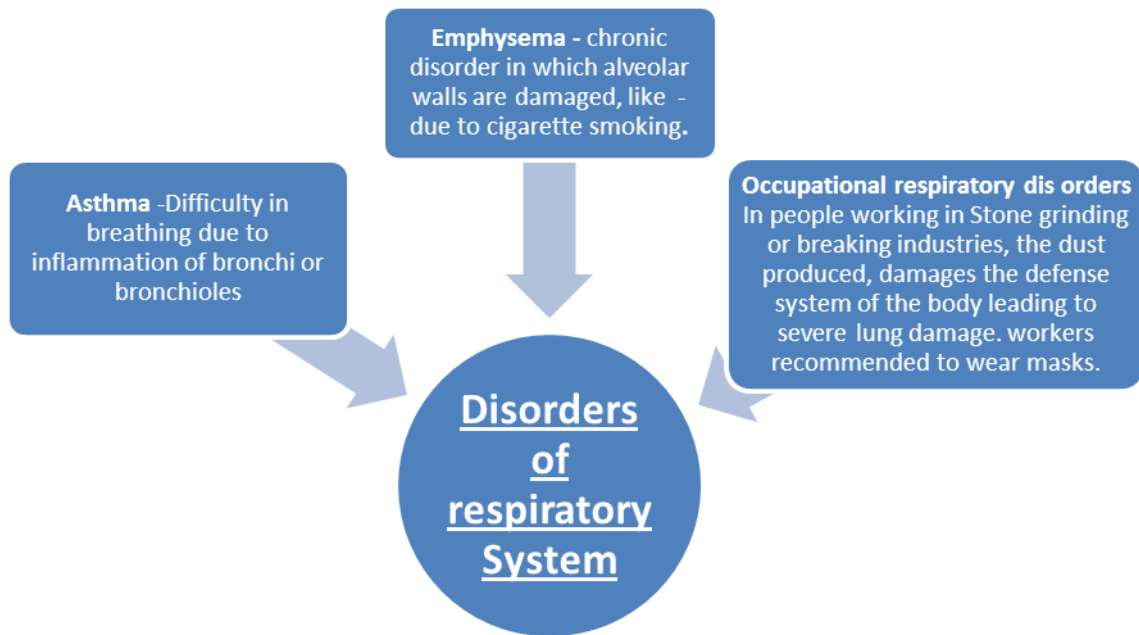 Emphysema - chronic
disorder in which alveolar
walls are damaged, like -
due to cigarette smoking.
Asthma -Difficulty in
breathing due to
inflammation of bronchi or
bronchioles
Occupational respiratory dis orders
In people working in Stone grinding
or breaking industries, the dust
produced, damages the defense
system of the body leading to
severe lung damage. workers
recommended to wear masks.
Disorders
of
respiratory
System